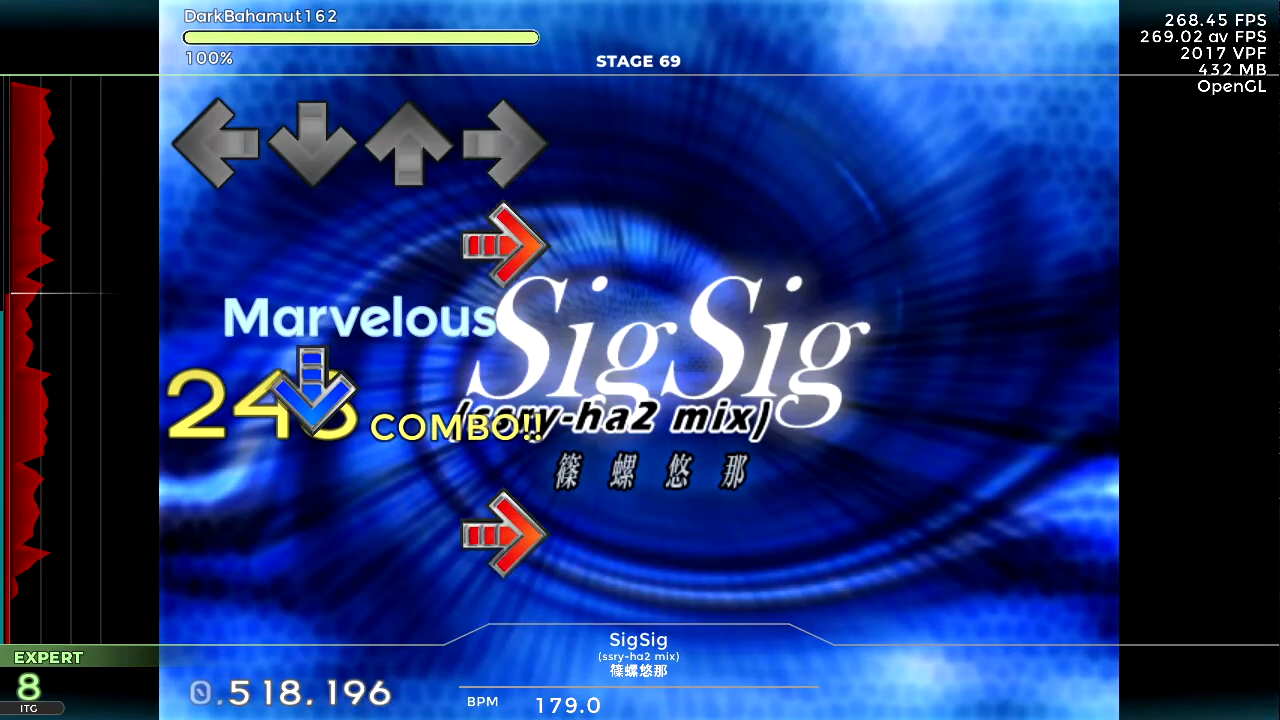 DarkBahamut162
100%
STAGE 69
268.45 FPS
269.02 av FPS
2017 VPF
432 MB
OpenGL
Marvelous
COMBO!!
SigSig
(ssry-ha2 mix)
篠螺悠那
EXPERT
8
ITG
SigSig
(ssry-ha2 mix)
篠螺悠那
0,518,196
BPM 179.0